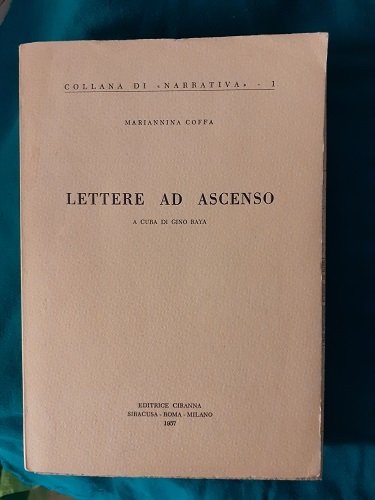 COLLANA DI «NARRATIVA» - 1
MARIANNINA COFFA
LETTERE AD ASCENSO
A CURA DI GINO RAYA
EDITRICE CIRANNA
SIRACUSA - ROMA - MILANO
1957